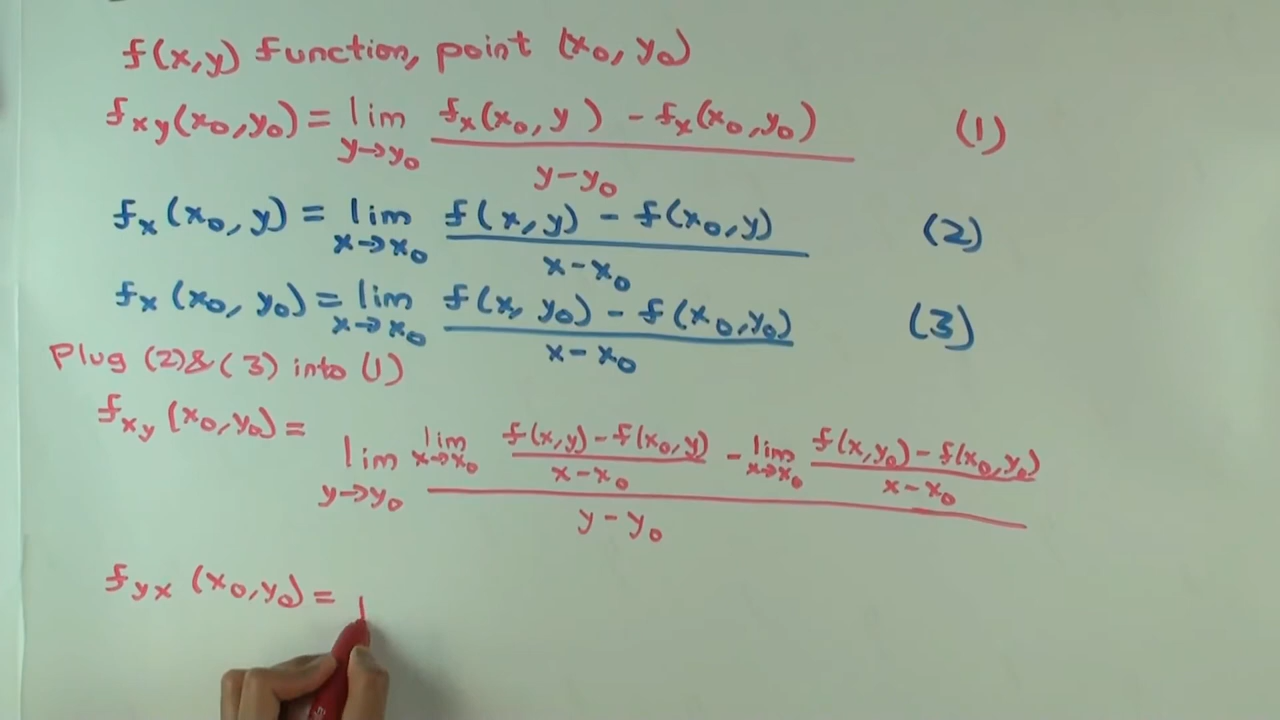 f(x,y) function, point (x₀, y₀)
fₓy(x₀,y₀) = lim y→y₀ (fₓ(x₀, y) - fₓ(x₀,y₀)) / (y-y₀) (1)
fₓ(x₀, y) = lim x→x₀ (f(x,y) - f(x₀,y)) / (x-x₀) (2)
fₓ(x₀, y₀) = lim x→x₀ (f(x, y₀) - f(x₀,y₀)) / (x-x₀) (3)
Plug (2)&(3) into (1)
fₓy(x₀,y₀) =
lim y→y₀ (lim x→x₀ (f(x,y) - f(x₀,y)) / (x-x₀) - lim x→x₀ (f(x,y₀) - f(x₀,y₀)) / (x-x₀)) / (y-y₀)
fyₓ(x₀,y₀) = l